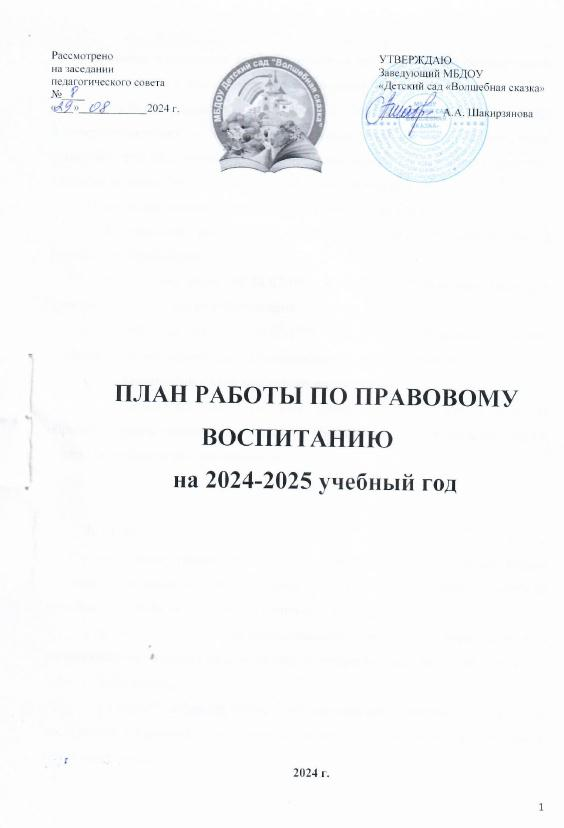 Рассмотрено
на заседании
педагогического совета
№ 8
«29» 08 2024 г.
МБДОУ Детский сад "Волшебная сказка"
УТВЕРЖДАЮ
Заведующий МБДОУ
«Детский сад «Волшебная сказка»
А.А. Шакирзянова
ПЛАН РАБОТЫ ПО ПРАВОВОМУ
ВОСПИТАНИЮ
на 2024-2025 учебный год
2024 г.
1